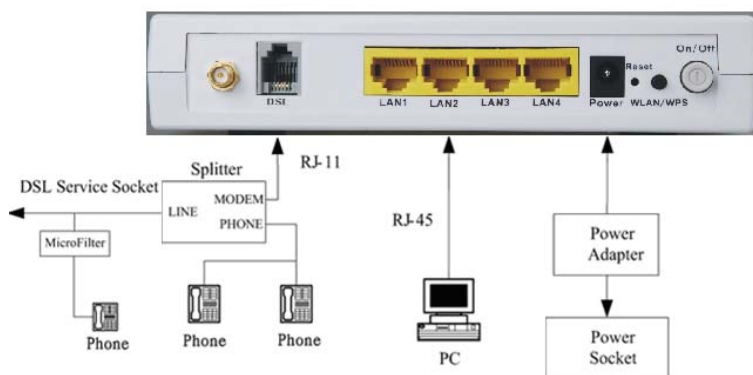 On/Off
Reset
DSL
LAN1 LAN2 LAN3 LAN4 Power WLAN/WPS
Splitter
RJ-11
DSL Service Socket
MODEM
LINE
PHONE
RJ-45
MicroFilter
Power
Adapter
Phone
Phone
Phone
PC
Power
Socket